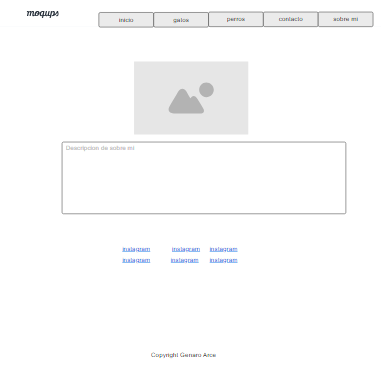 moqups inicio gatos perros contacto sobre mi
Descripcion de sobre mi
instagram instagram instagram
instagram instagram instagram
Copyright Genaro Arce